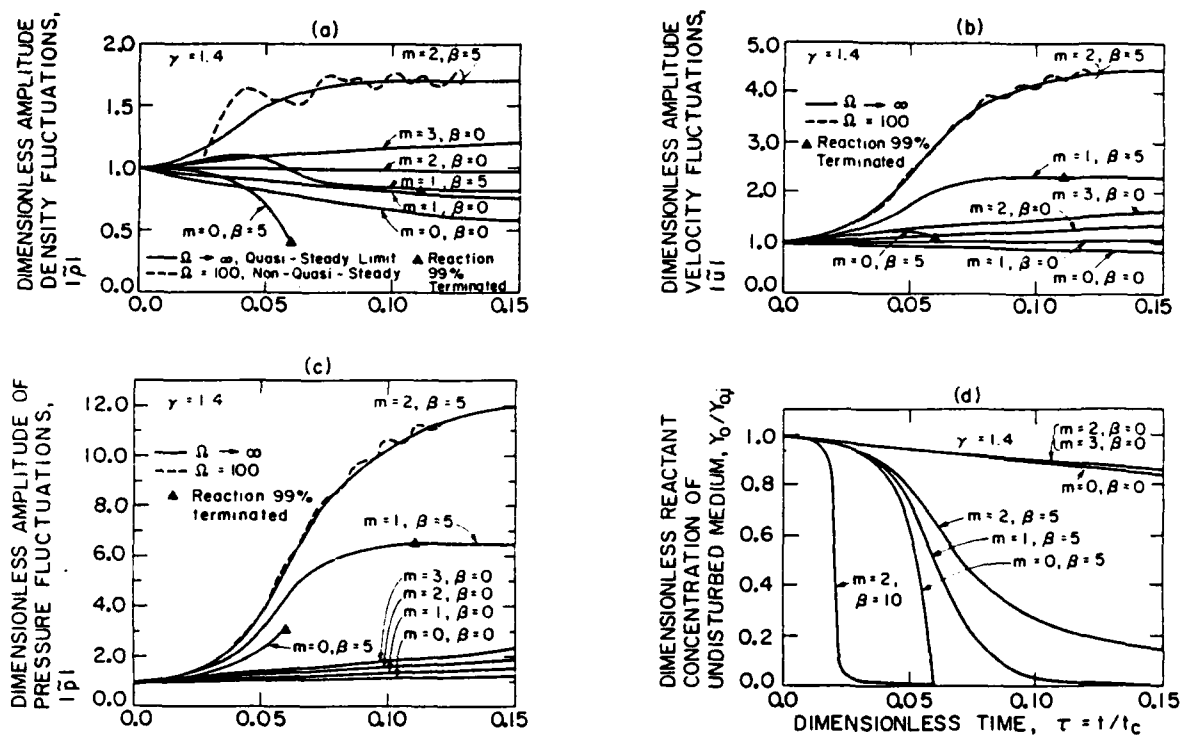 (a)
DIMENSIONLESS AMPLITUDE
DENSITY FLUCTUATIONS,
|ρ̃|
2.0
1.5
1.0
0.5
0.0
γ = 1.4
m=2, β=5
m=3, β=0
m=2, β=0
m=1, β=5
m=1, β=0
m=0, β=0
m=0, β=5
Ω → ∞, Quasi-Steady Limit
Ω = 100, Non-Quasi-Steady
▲ Reaction
99%
Terminated
0.0 0.05 0.10 0.15
(b)
DIMENSIONLESS AMPLITUDE
VELOCITY FLUCTUATIONS,
|ũ|
5.0
4.0
3.0
2.0
1.0
0.0
γ = 1.4
m=2, β=5
Ω → ∞
Ω = 100
▲ Reaction 99%
Terminated
m=1, β=5
m=3, β=0
m=2, β=0
m=0, β=5
m=1, β=0
m=0, β=0
0.0 0.05 0.10 0.15
(c)
DIMENSIONLESS AMPLITUDE OF
PRESSURE FLUCTUATIONS,
|p̃|
12.0
10.0
8.0
6.0
4.0
2.0
0.0
γ = 1.4
m=2, β=5
Ω → ∞
Ω = 100
▲ Reaction 99%
terminated
m=1, β=5
m=3, β=0
m=2, β=0
m=1, β=0
m=0, β=0
m=0, β=5
0.0 0.05 0.10 0.15
(d)
DIMENSIONLESS REACTANT
CONCENTRATION OF
UNDISTURBED MEDIUM, Y₀/Y₀,ᵢ
1.0
0.8
0.6
0.4
0.2
0.0
γ = 1.4
m=2, β=0
m=3, β=0
m=0, β=0
m=2, β=5
m=1, β=5
m=0, β=5
m=2,
β=10
0.0 0.05 0.10 0.15
DIMENSIONLESS TIME, τ = t/tc